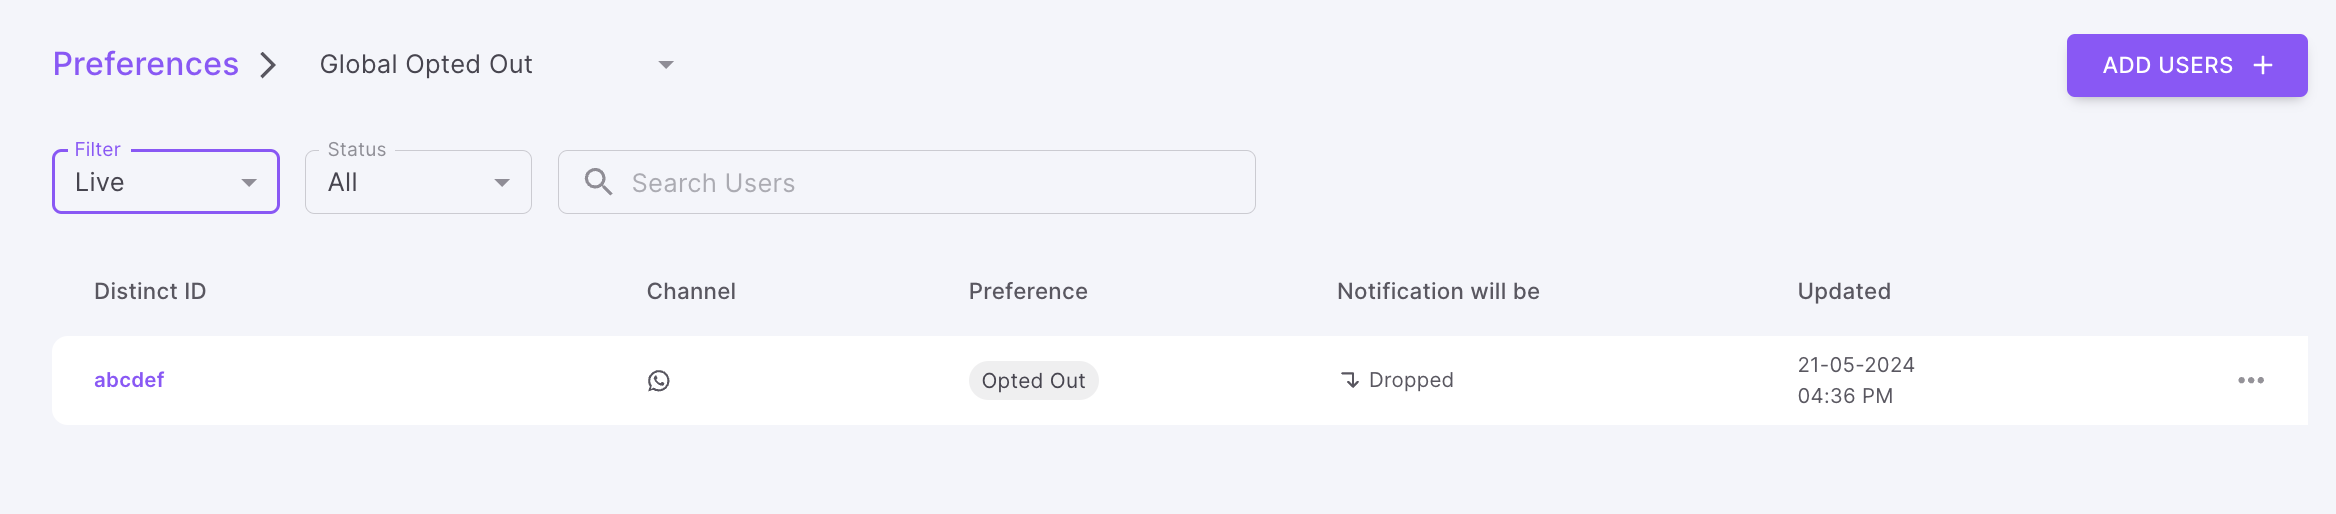 Preferences
Global Opted Out
ADD USERS
Filter
Live
Status
All
Search Users
Distinct ID
Channel
Preference
Notification will be
Updated
abcdef
Opted Out
Dropped
21-05-2024
04:36 PM